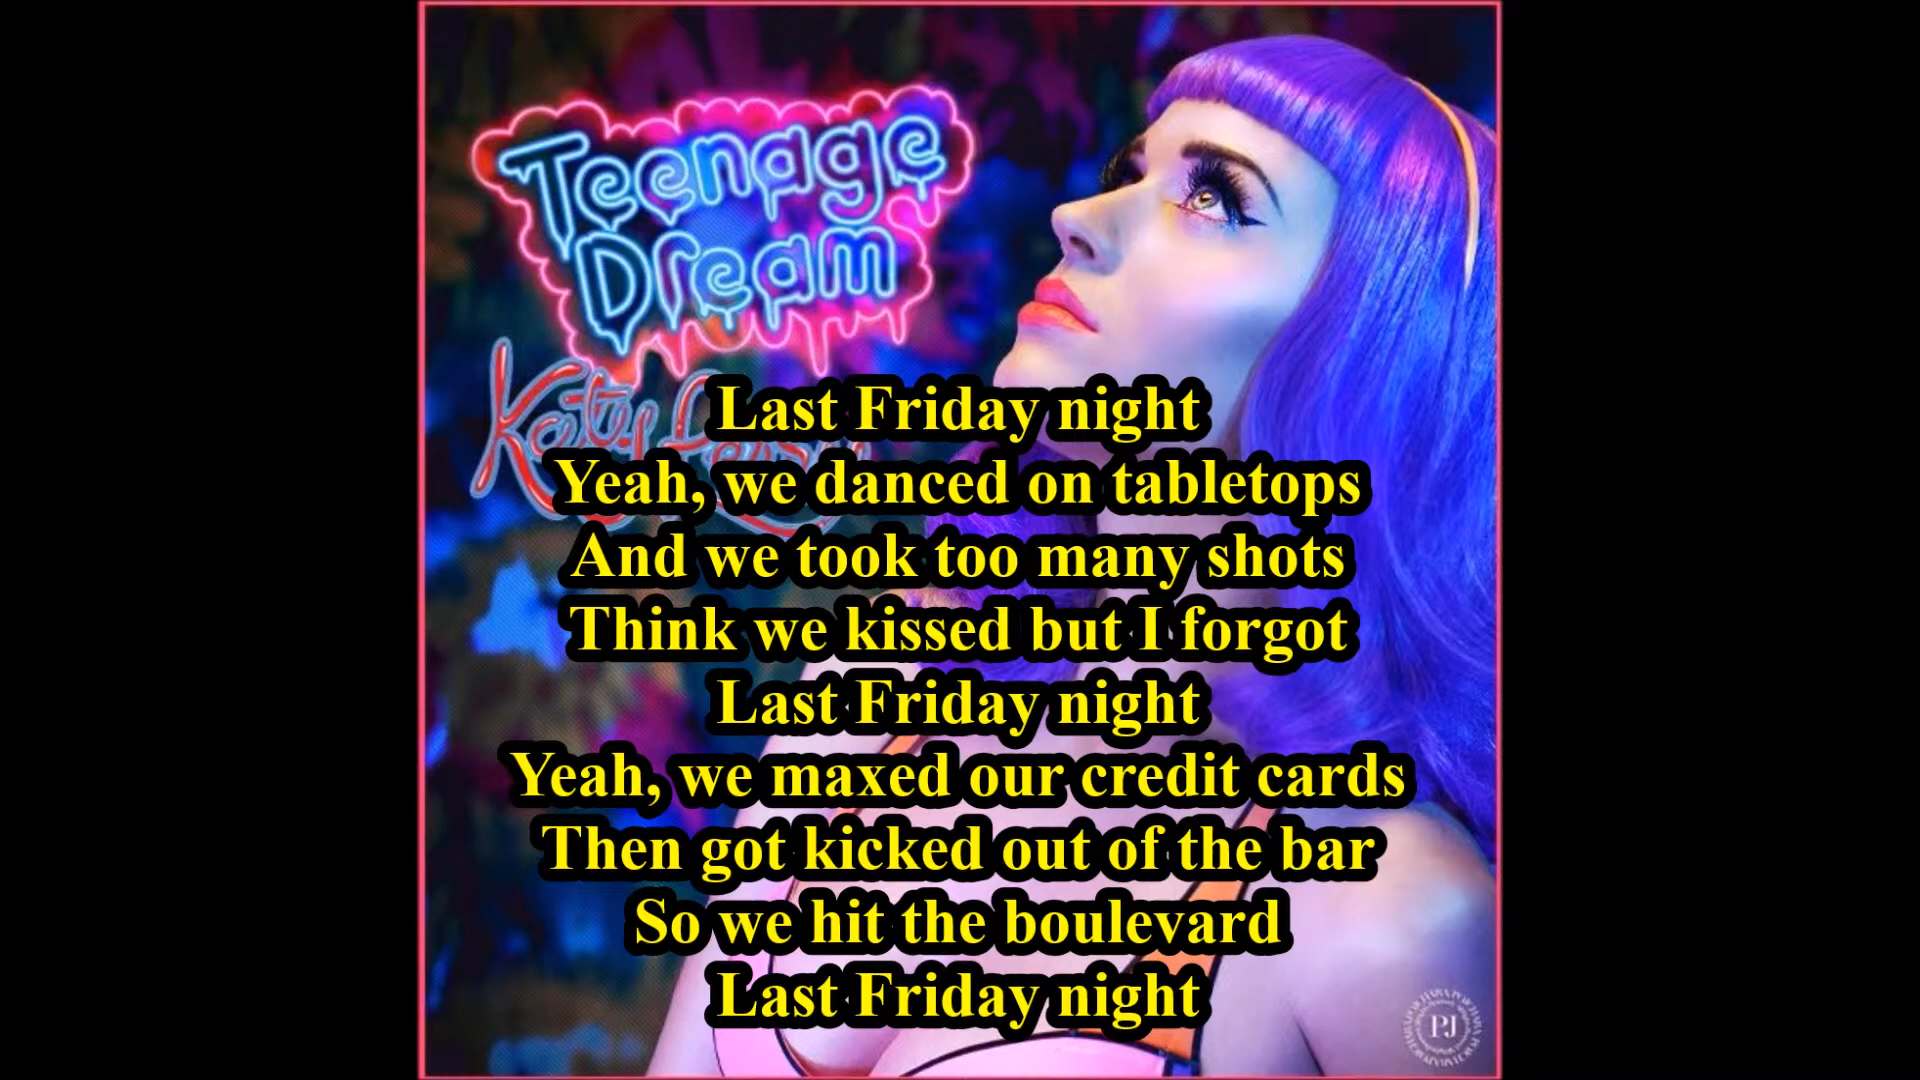 Teenage
Dream
Katy Perry
Last Friday night
Yeah, we danced on tabletops
And we took too many shots
Think we kissed but I forgot
Last Friday night
Yeah, we maxed our credit cards
Then got kicked out of the bar
So we hit the boulevard
Last Friday night
PJ